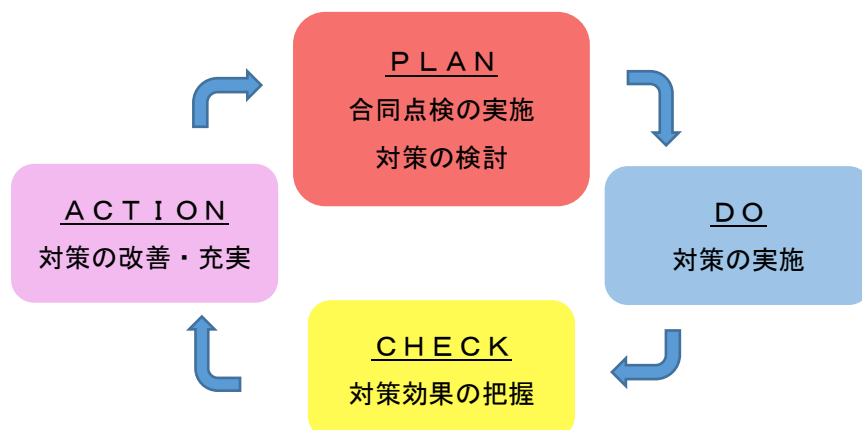 ＰＬＡＮ
合同点検の実施
対策の検討
ＤＯ
対策の実施
ＣＨＥＣＫ
対策効果の把握
ＡＣＴＩＯＮ
対策の改善・充実